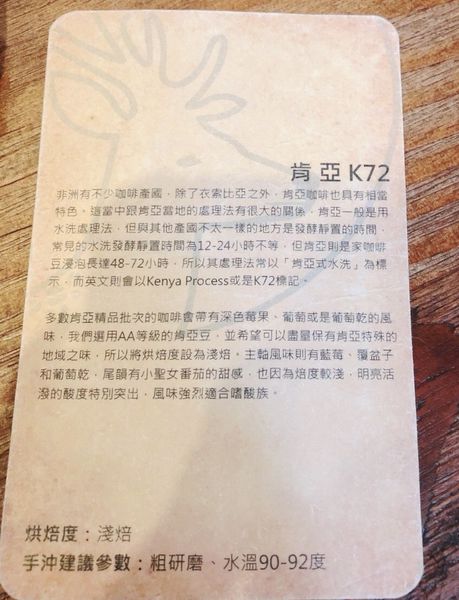 肯亞 K72
非洲有不少咖啡產國，除了衣索比亞之外，肯亞咖啡也具有相當
特色。這當中跟肯亞當地的處理法有很大的關係，肯亞一般是用
水洗處理法，但與其他產國不太一樣的地方是發酵靜置的時間，
常見的水洗發酵靜置時間為12-24小時不等，但肯亞則是家咖啡
豆浸泡長達48-72小時，所以其處理法常以「肯亞式水洗」為標
示，而英文則會以Kenya Process或是K72標記。
多數肯亞精品批次的咖啡會帶有深色莓果、葡萄或是葡萄乾的風
味，我們選用AA等級的肯亞豆，並希望可以盡量保有肯亞特殊的
地域之味，所以將烘焙度設為淺焙。主軸風味則有藍莓、覆盆子
和葡萄乾，尾韻有小聖女番茄的甜感，也因為焙度較淺，明亮活
潑的酸度特別突出，風味強烈適合嗜酸族。
烘焙度：淺焙
手沖建議參數：粗研磨、水溫90-92度